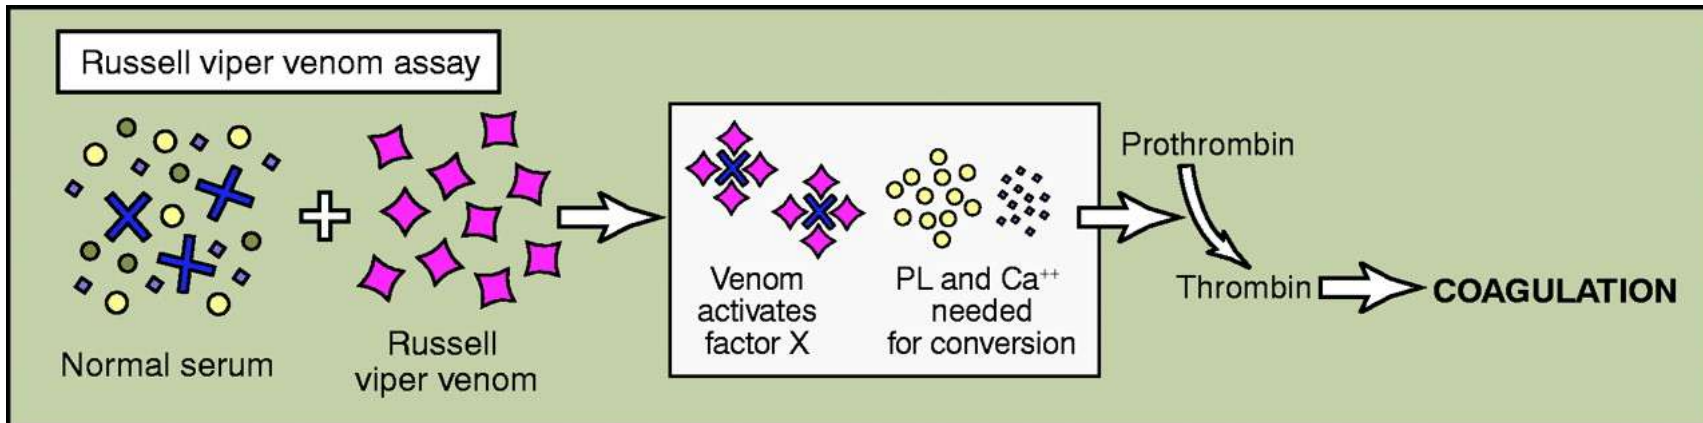 Russell viper venom assay
Normal serum
Russell
viper venom
Venom
activates
factor X
PL and Ca⁺⁺
needed
for conversion
Prothrombin
Thrombin
COAGULATION